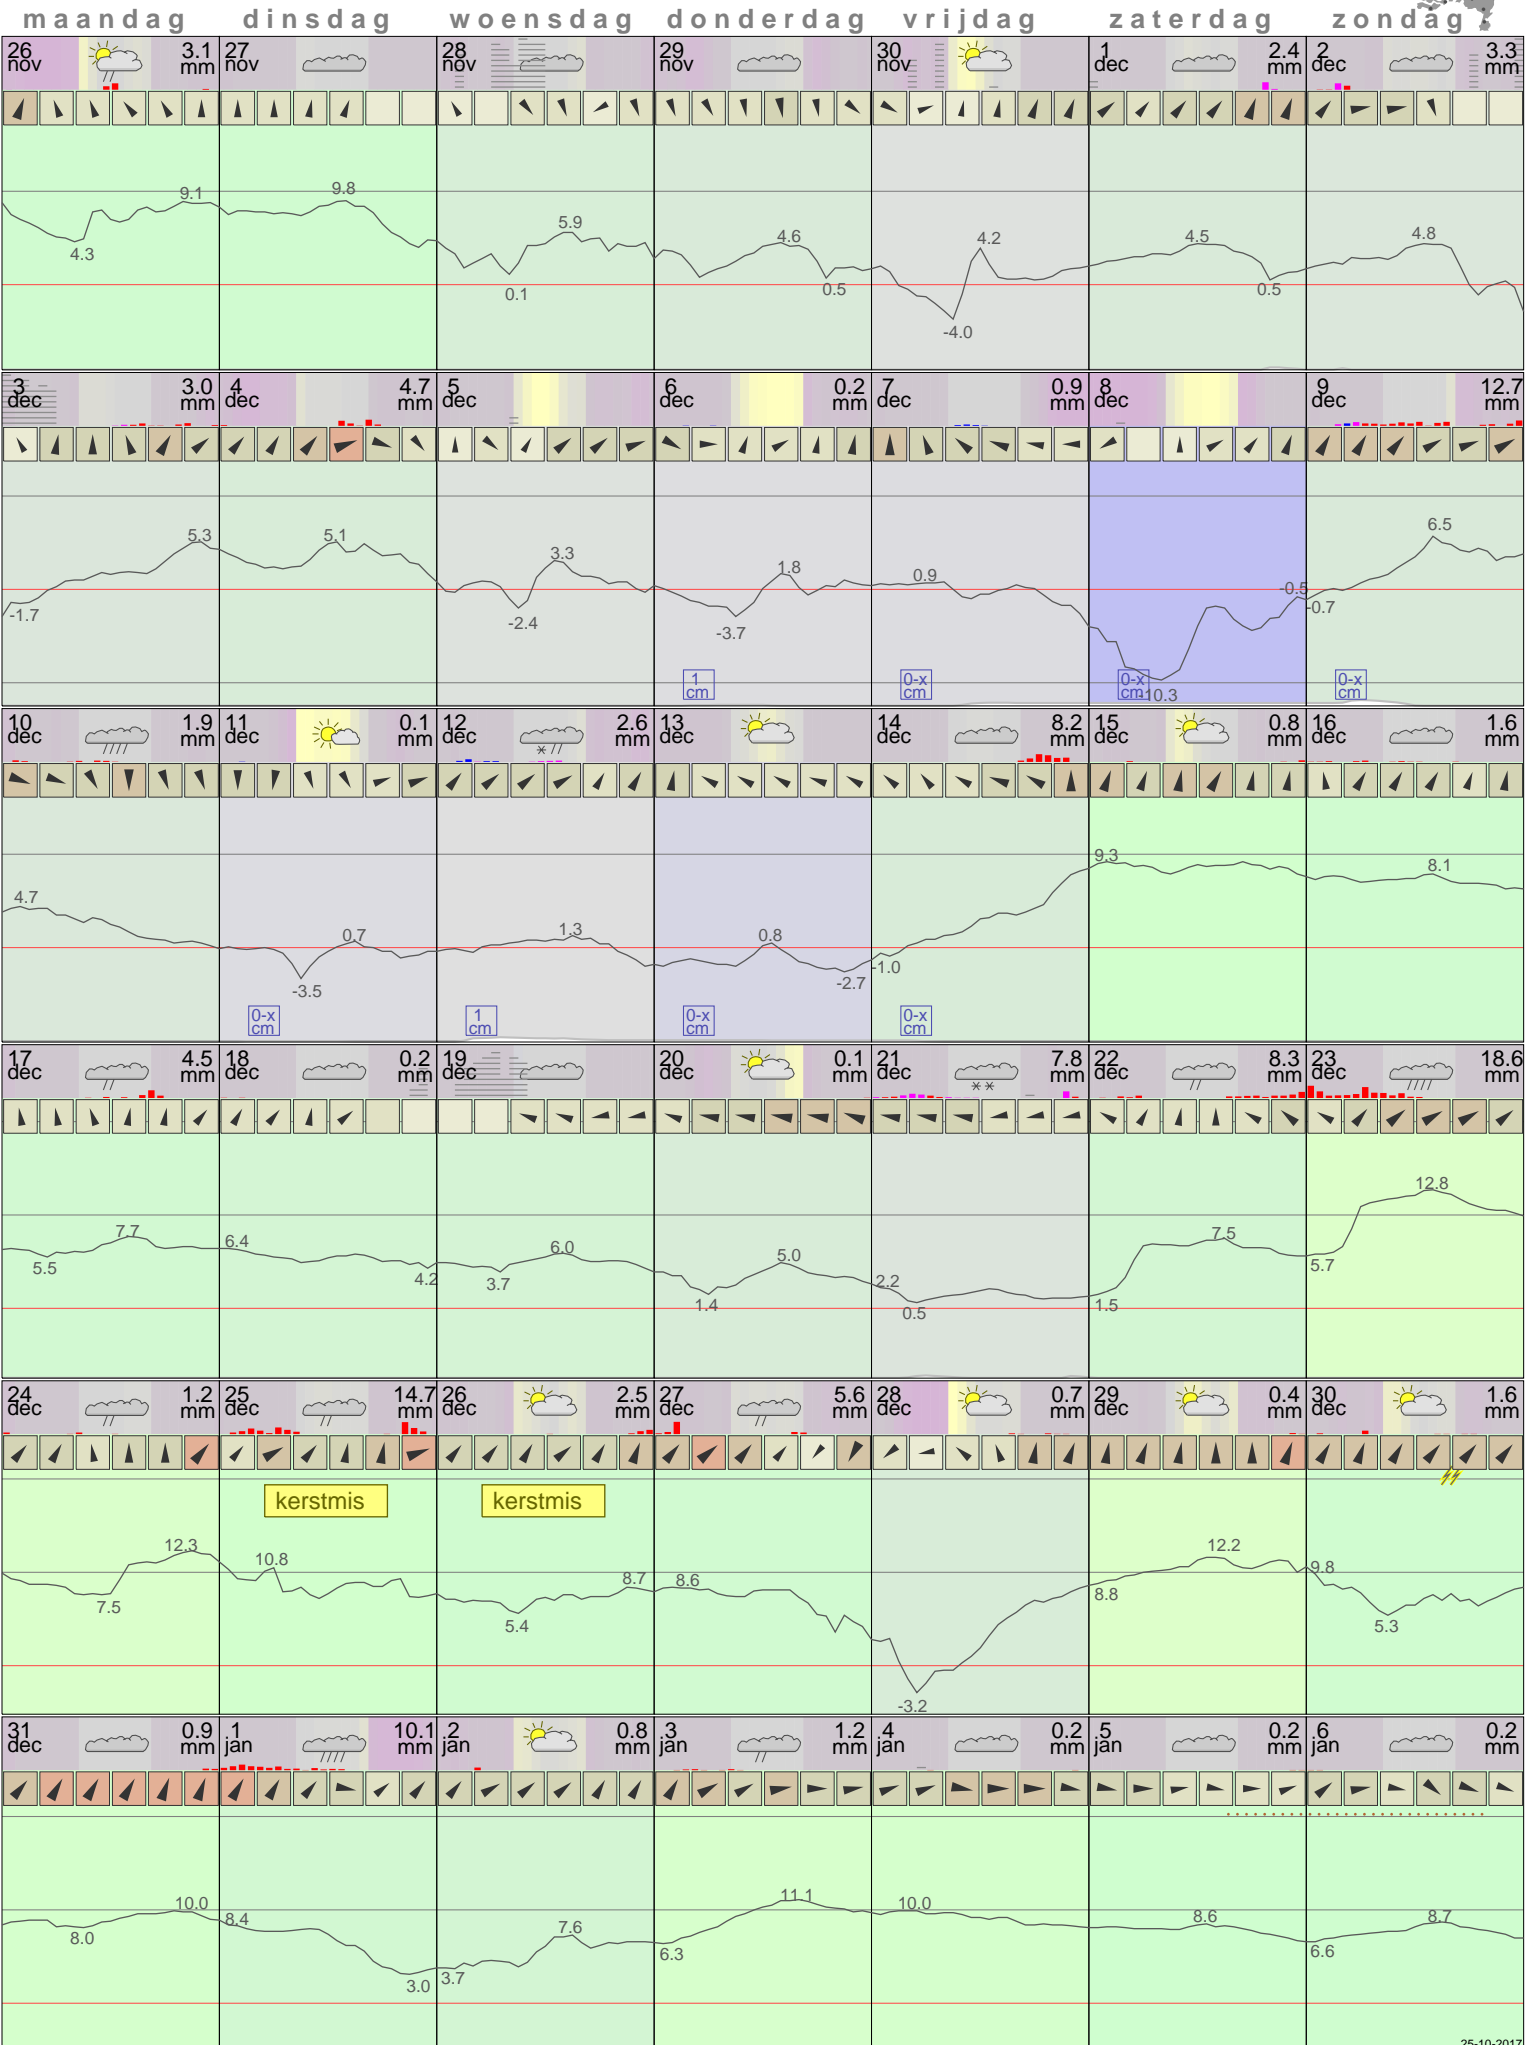 maandag dinsdag woensdag donderdag vrijdag zaterdag zondag
26 3.1 27 28 29 30 1 2.4 2 3.3
nov mm nov nov nov nov dec mm dec mm
9.1 9.8 5.9 4.6 4.2 4.5 4.8
4.3 0.1 0.5 -4.0 0.5
3 3.0 4 4.7 5 6 0.2 7 0.9 8 9 12.7
dec mm dec mm dec dec mm dec mm dec dec mm
5.3 5.1 3.3 1.8 0.9 -0.5 6.5
-1.7 -2.4 -3.7 -10.3 -0.7
1 0-x 0-x 0-x
cm cm cm cm
10 1.9 11 0.1 12 2.6 13 14 8.2 15 0.8 16 1.6
dec mm dec mm dec mm dec dec mm dec mm dec mm
4.7 0.7 1.3 0.8 9.3 8.1
-3.5 -2.7 -1.0
0-x 1 0-x 0-x
cm cm cm cm
17 4.5 18 0.2 19 20 0.1 21 7.8 22 8.3 23 18.6
dec mm dec mm dec dec mm dec mm dec mm dec mm
7.7 6.4 6.0 5.0 2.2 7.5 12.8
5.5 4.2 3.7 1.4 0.5 1.5 5.7
24 1.2 25 14.7 26 2.5 27 5.6 28 0.7 29 0.4 30 1.6
dec mm dec mm dec mm dec mm dec mm dec mm dec mm
kerstmis kerstmis
12.3 10.8 8.7 8.6 12.2 9.8
7.5 5.4 -3.2 8.8 5.3
31 0.9 1 10.1 2 0.8 3 1.2 4 0.2 5 0.2 6 0.2
dec mm jan mm jan mm jan mm jan mm jan mm jan mm
10.0 8.4 7.6 11.1 10.0 8.6 8.7
8.0 3.0 3.7 6.3 6.6
25-10-2017